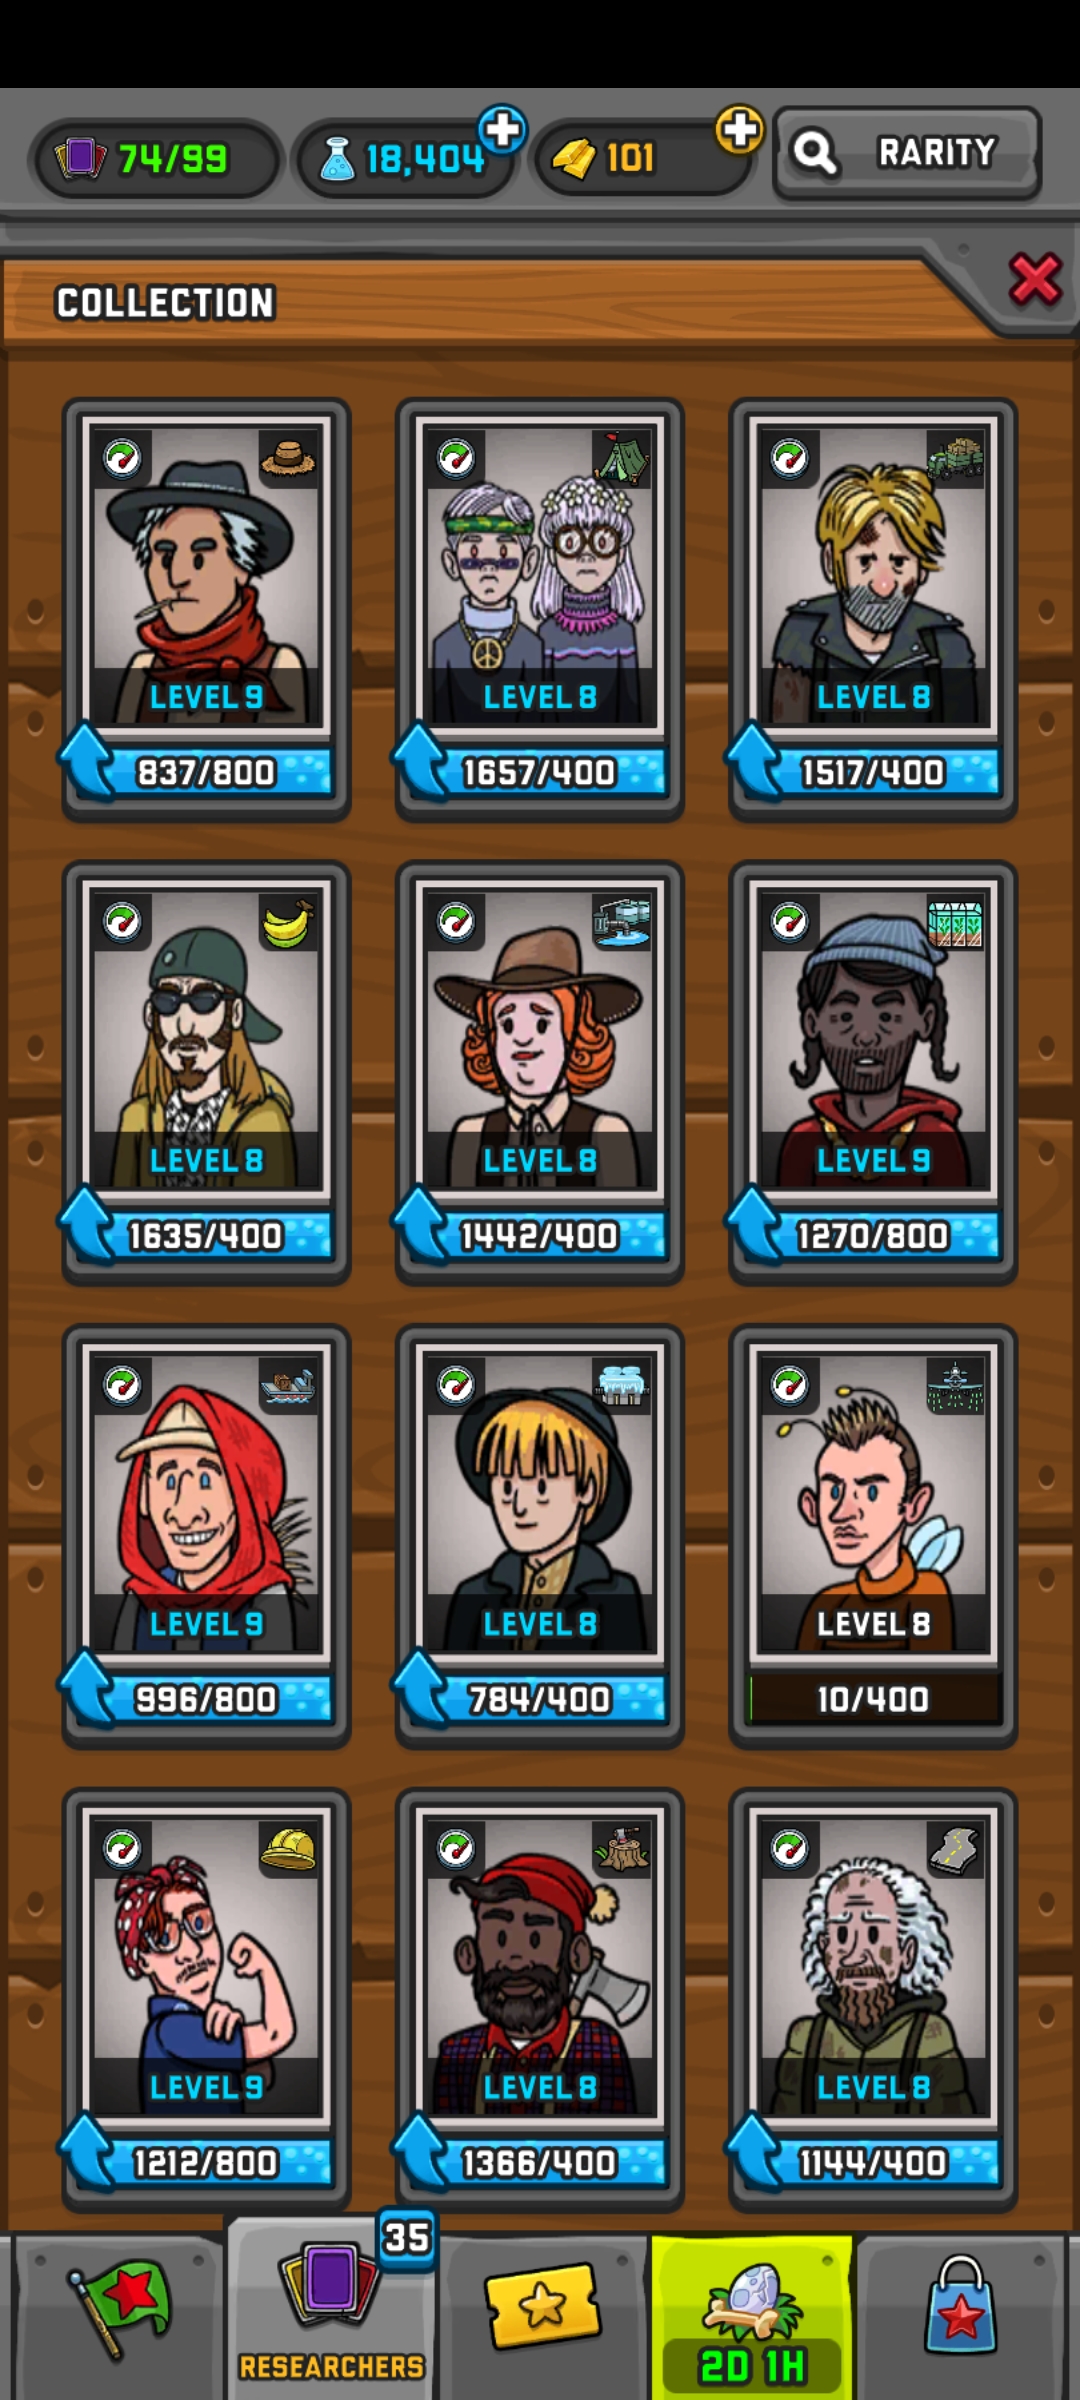 74/99
18,404
101
RARITY
COLLECTION
LEVEL 9
LEVEL 8
LEVEL 8
837/800
1657/400
1517/400
LEVEL 8
LEVEL 8
LEVEL 9
1635/400
1442/400
1270/800
LEVEL 9
LEVEL 8
LEVEL 8
996/800
784/400
10/400
LEVEL 9
LEVEL 8
LEVEL 8
1212/800
1366/400
1144/400
35
RESEARCHERS
2D 1H